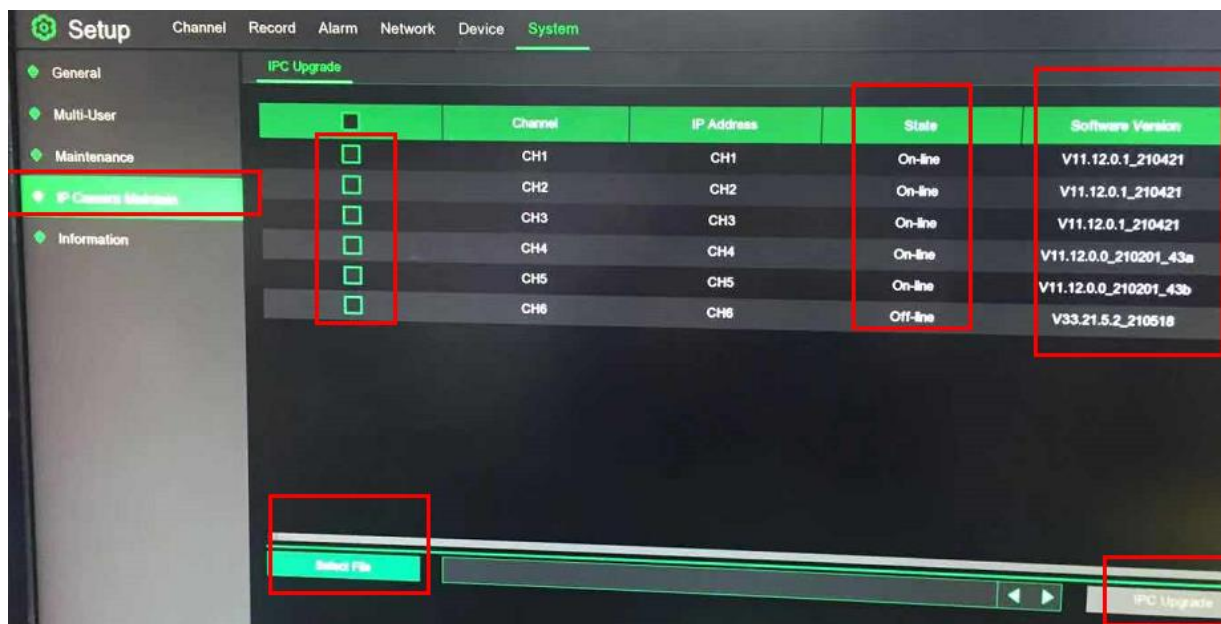 Setup Channel Record Alarm Network Device System
General
Multi-User
Maintenance
IP Camera Maintain
Information
IPC Upgrade
Channel IP Address State Software Version
CH1 CH1 On-line V11.12.0.1_210421
CH2 CH2 On-line V11.12.0.1_210421
CH3 CH3 On-line V11.12.0.1_210421
CH4 CH4 On-line V11.12.0.0_210201_43a
CH5 CH5 On-line V11.12.0.0_210201_43b
CH6 CH6 Off-line V33.21.5.2_210518
Select File
IPC Upgrade